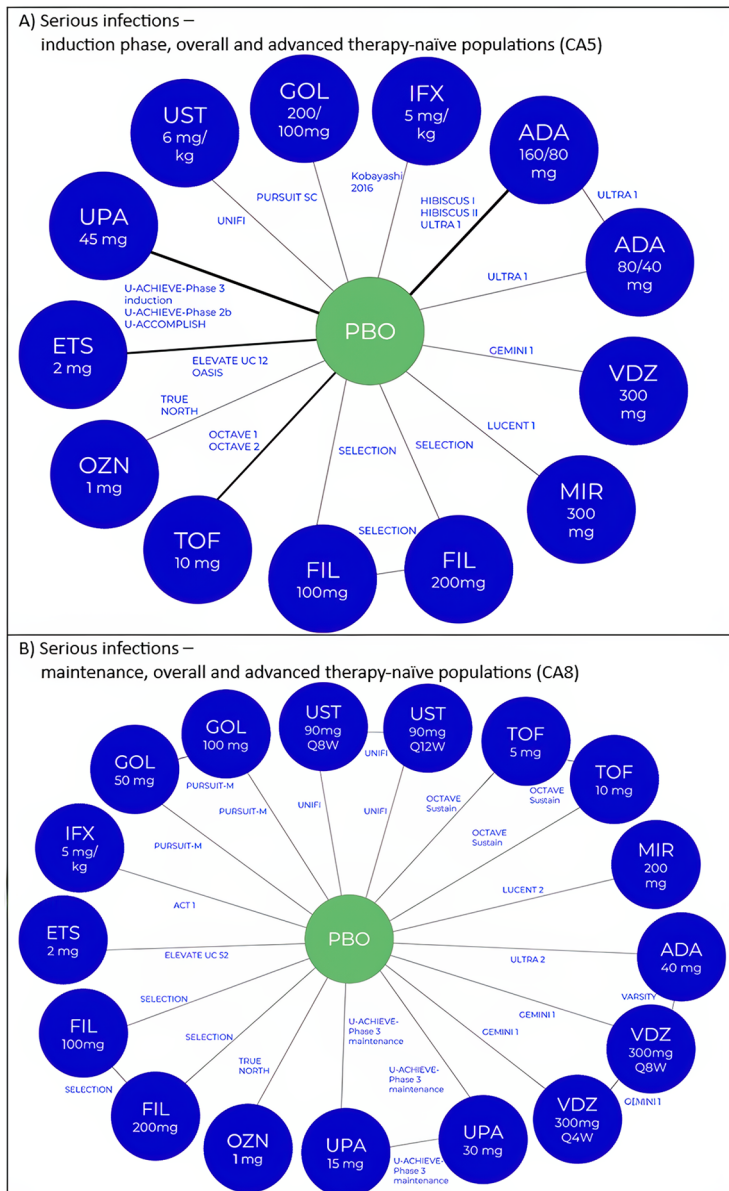 A) Serious infections –
induction phase, overall and advanced therapy-naïve populations (CA5)
GOL
200/
100mg
IFX
5 mg/
kg
UST
6 mg/
kg
ADA
160/80
mg
Kobayashi
2016
PURSUIT SC
HIBISCUS I
HIBISCUS II
ULTRA 1
ULTRA 1
UPA
45 mg
UNIFI
ADA
80/40
mg
ULTRA 1
U-ACHIEVE-Phase 3
induction
U-ACHIEVE-Phase 2b
U-ACCOMPLISH
PBO
ETS
2 mg
ELEVATE UC 12
OASIS
GEMINI 1
VDZ
300
mg
TRUE
NORTH
OCTAVE 1
OCTAVE 2
LUCENT 1
SELECTION
SELECTION
OZN
1 mg
MIR
300
mg
TOF
10 mg
SELECTION
FIL
100mg
FIL
200mg
B) Serious infections –
maintenance, overall and advanced therapy-naïve populations (CA8)
UST
90mg
Q8W
UST
90mg
Q12W
UNIFI
GOL
100 mg
TOF
5 mg
GOL
50 mg
TOF
10 mg
PURSUIT-M
PURSUIT-M
UNIFI
UNIFI
OCTAVE
Sustain
OCTAVE
Sustain
OCTAVE
Sustain
IFX
5 mg/
kg
PURSUIT-M
MIR
200
mg
LUCENT 2
ACT 1
ETS
2 mg
ELEVATE UC 52
PBO
ULTRA 2
ADA
40 mg
SELECTION
GEMINI 1
VARSITY
FIL
100mg
SELECTION
U-ACHIEVE-
Phase 3
maintenance
GEMINI 1
VDZ
300mg
Q8W
TRUE
NORTH
U-ACHIEVE-
Phase 3
maintenance
SELECTION
GEMINI 1
FIL
200mg
VDZ
300mg
Q4W
OZN
1 mg
UPA
15 mg
UPA
30 mg
U-ACHIEVE-
Phase 3
maintenance